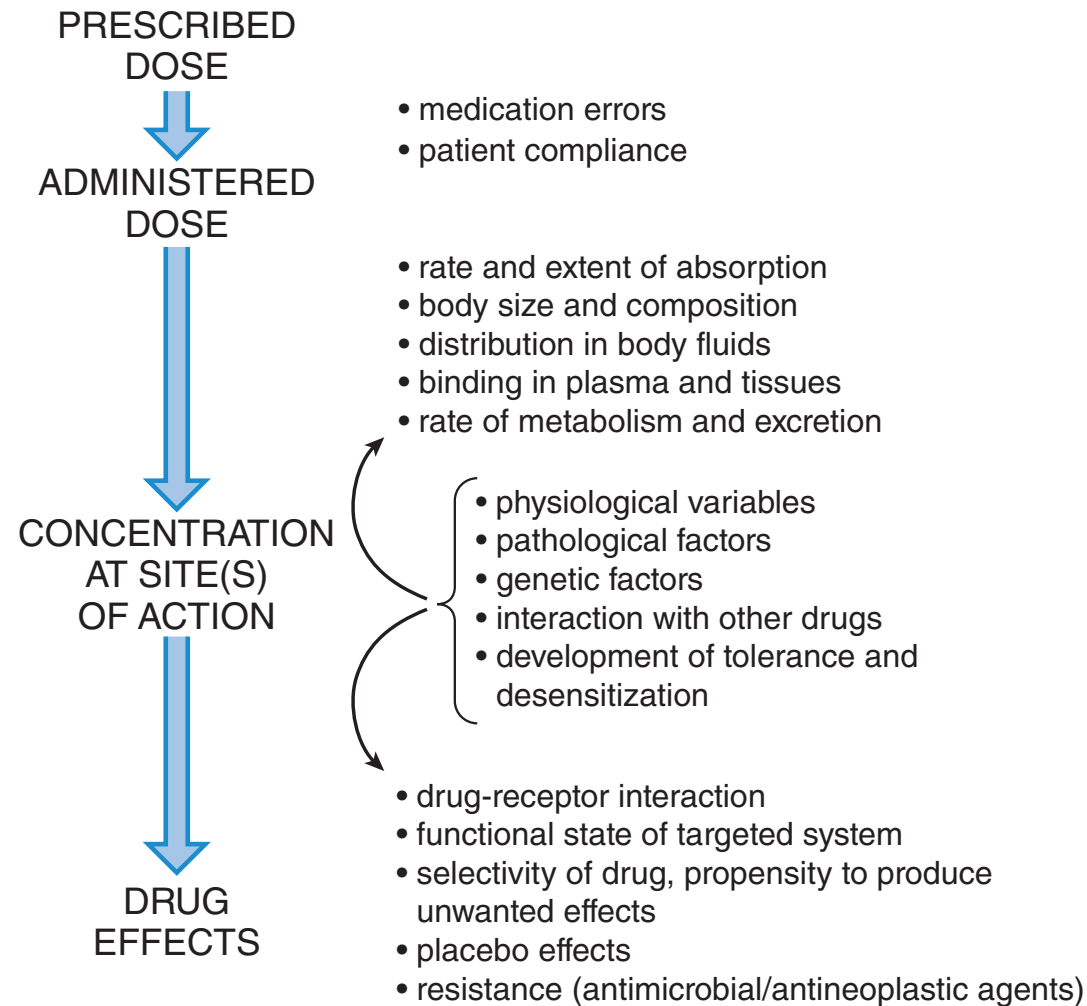 PRESCRIBED
DOSE
• medication errors
• patient compliance
ADMINISTERED
DOSE
• rate and extent of absorption
• body size and composition
• distribution in body fluids
• binding in plasma and tissues
• rate of metabolism and excretion
CONCENTRATION
AT SITE(S)
OF ACTION
• physiological variables
• pathological factors
• genetic factors
• interaction with other drugs
• development of tolerance and
desensitization
• drug-receptor interaction
• functional state of targeted system
• selectivity of drug, propensity to produce
unwanted effects
• placebo effects
• resistance (antimicrobial/antineoplastic agents)
DRUG
EFFECTS